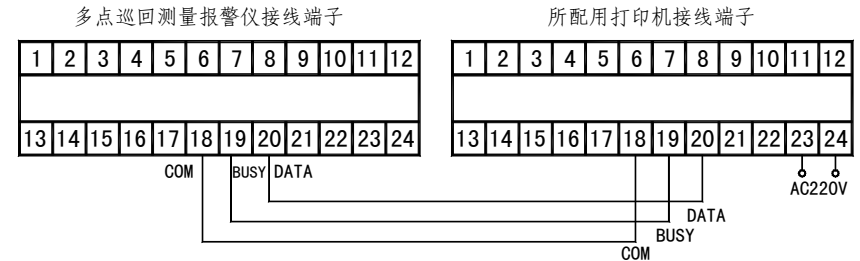 多点巡回测量报警仪接线端子 所配用打印机接线端子
1 2 3 4 5 6 7 8 9 10 11 12 1 2 3 4 5 6 7 8 9 10 11 12
13 14 15 16 17 18 19 20 21 22 23 24 13 14 15 16 17 18 19 20 21 22 23 24
COM BUSY DATA
AC220V
DATA
BUSY
COM